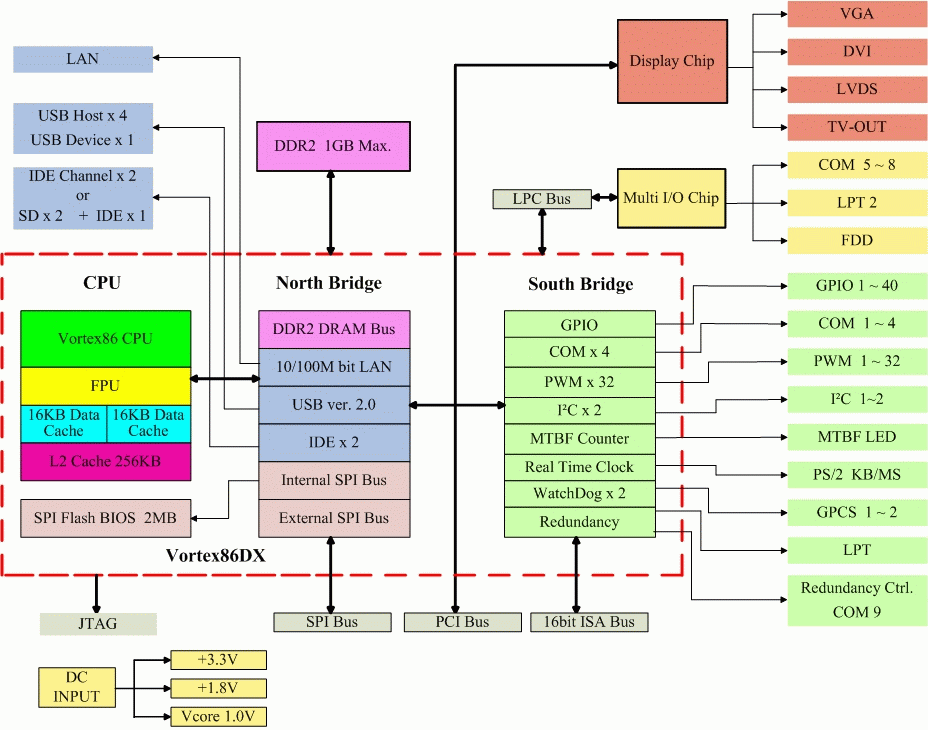 LAN
USB Host x 4
USB Device x 1
IDE Channel x 2
or
SD x 2 + IDE x 1
DDR2 1GB Max.
Display Chip
VGA
DVI
LVDS
TV-OUT
LPC Bus
Multi I/O Chip
COM 5 ~ 8
LPT 2
FDD
CPU
North Bridge
South Bridge
Vortex86 CPU
FPU
16KB Data
Cache
16KB Data
Cache
L2 Cache 256KB
SPI Flash BIOS 2MB
DDR2 DRAM Bus
10/100M bit LAN
USB ver. 2.0
IDE x 2
Internal SPI Bus
External SPI Bus
GPIO
COM x 4
PWM x 32
I²C x 2
MTBF Counter
Real Time Clock
WatchDog x 2
Redundancy
GPIO 1 ~ 40
COM 1 ~ 4
PWM 1 ~ 32
I²C 1~2
MTBF LED
PS/2 KB/MS
GPCS 1 ~ 2
LPT
Redundancy Ctrl.
COM 9
Vortex86DX
JTAG
SPI Bus
PCI Bus
16bit ISA Bus
DC
INPUT
+3.3V
+1.8V
Vcore 1.0V